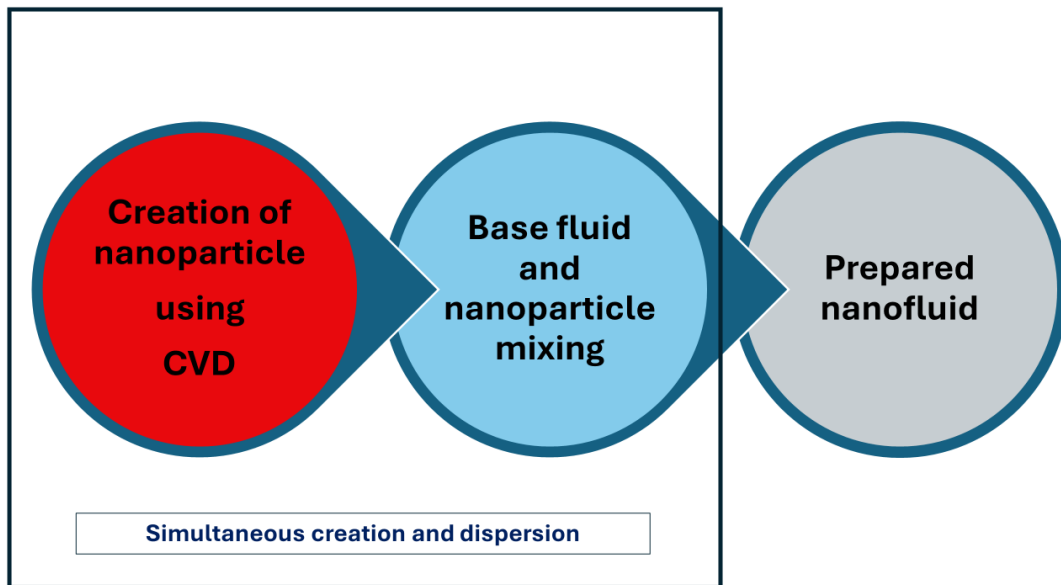 Creation of
nanoparticle
using
CVD
Base fluid
and
nanoparticle
mixing
Prepared
nanofluid
Simultaneous creation and dispersion